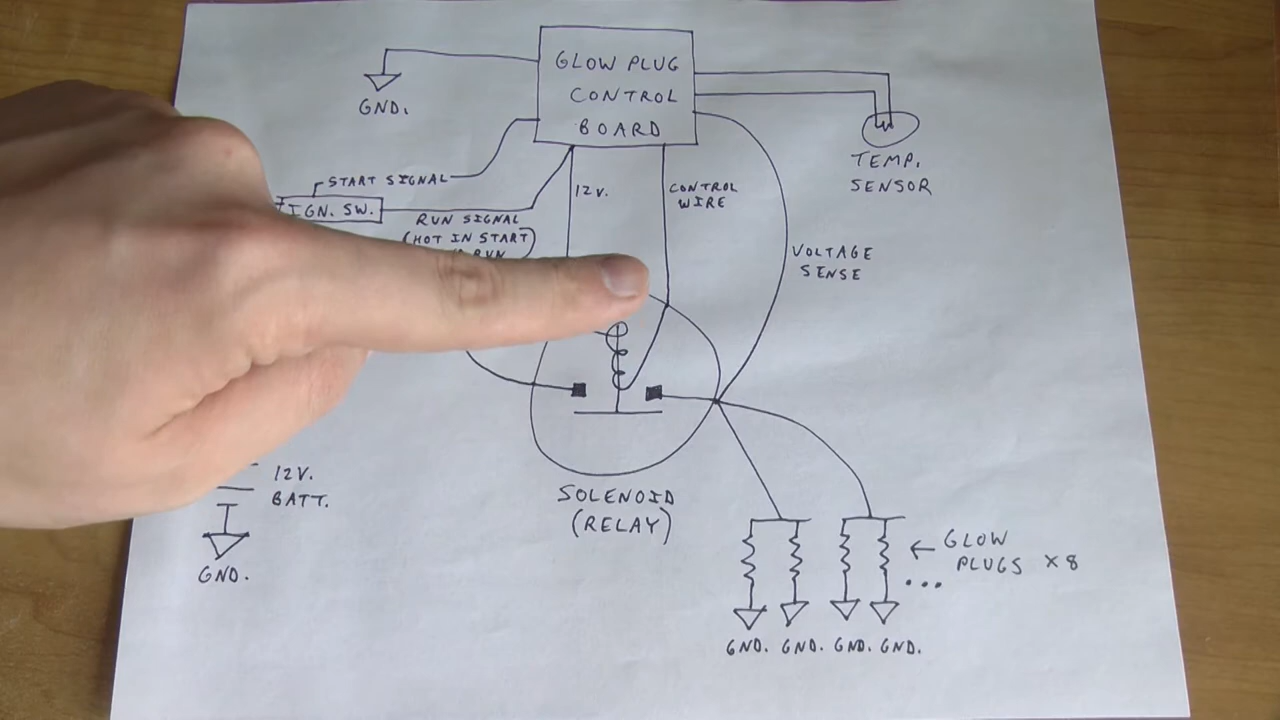 GLOW PLUG
CONTROL
BOARD
GND.
START SIGNAL
IGN. SW.
RUN SIGNAL
(HOT IN START
RUN
12V.
CONTROL
WIRE
VOLTAGE
SENSE
TEMP.
SENSOR
12V.
BATT.
GND.
SOLENOID
(RELAY)
GLOW
PLUGS X8
...
GND. GND. GND. GND.